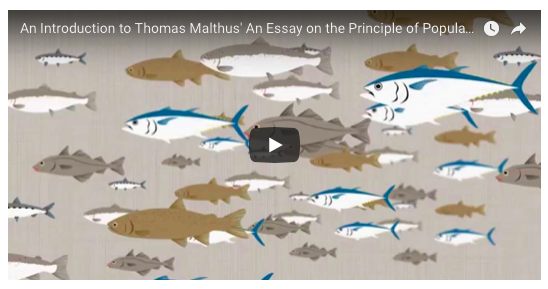 An Introduction to Thomas Malthus' An Essay on the Principle of Popula...